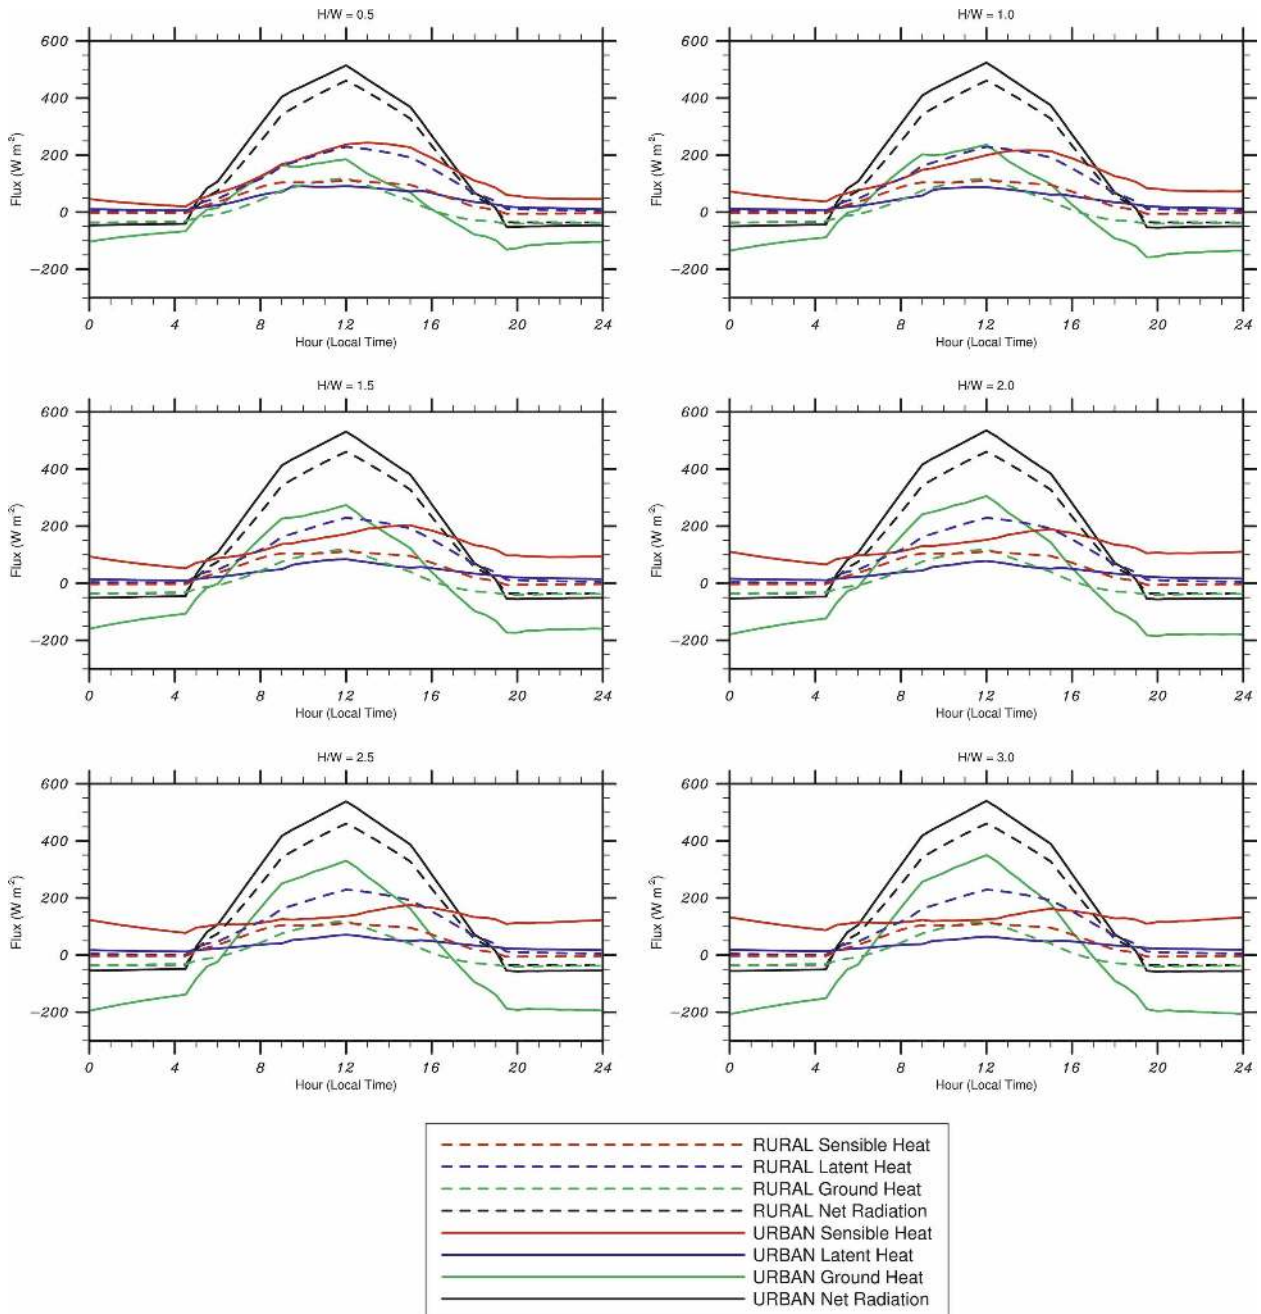 H/W = 0.5
600
400
200
0
−200
Flux (W m⁻²)
0 4 8 12 16 20 24
Hour (Local Time)
H/W = 1.0
600
400
200
0
−200
Flux (W m⁻²)
0 4 8 12 16 20 24
Hour (Local Time)
H/W = 1.5
600
400
200
0
−200
Flux (W m⁻²)
0 4 8 12 16 20 24
Hour (Local Time)
H/W = 2.0
600
400
200
0
−200
Flux (W m⁻²)
0 4 8 12 16 20 24
Hour (Local Time)
H/W = 2.5
600
400
200
0
−200
Flux (W m⁻²)
0 4 8 12 16 20 24
Hour (Local Time)
H/W = 3.0
600
400
200
0
−200
Flux (W m⁻²)
0 4 8 12 16 20 24
Hour (Local Time)
RURAL Sensible Heat
RURAL Latent Heat
RURAL Ground Heat
RURAL Net Radiation
URBAN Sensible Heat
URBAN Latent Heat
URBAN Ground Heat
URBAN Net Radiation